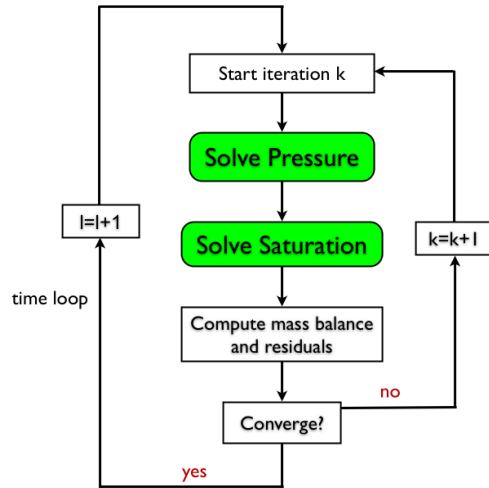 Start iteration k
Solve Pressure
l=l+1
Solve Saturation
k=k+1
time loop
Compute mass balance
and residuals
no
Converge?
yes